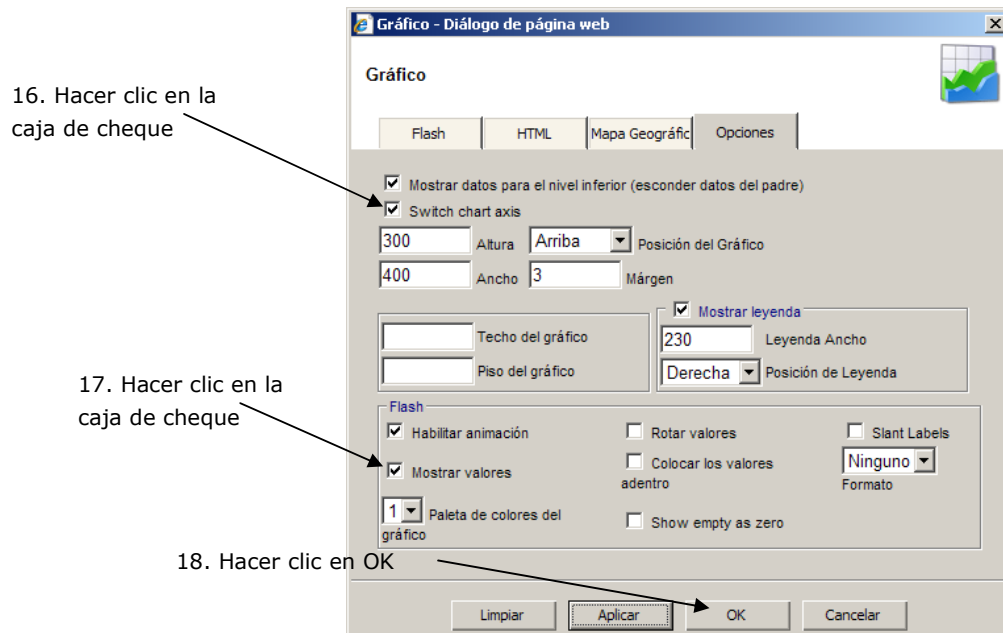 Gráfico - Diálogo de página web
Gráfico
16. Hacer clic en la
caja de cheque
Flash
HTML
Mapa Geográfic
Opciones
Mostrar datos para el nivel inferior (esconder datos del padre)
Switch chart axis
300 Altura Arriba Posición del Gráfico
400 Ancho 3 Márgen
Mostrar leyenda
Techo del gráfico
230 Leyenda Ancho
Piso del gráfico
Derecha Posición de Leyenda
17. Hacer clic en la
caja de cheque
Flash
Habilitar animación
Rotar valores
Slant Labels
Mostrar valores
Colocar los valores
adentro
Ninguno
Formato
1 Paleta de colores del
gráfico
Show empty as zero
18. Hacer clic en OK
Limpiar
Aplicar
OK
Cancelar